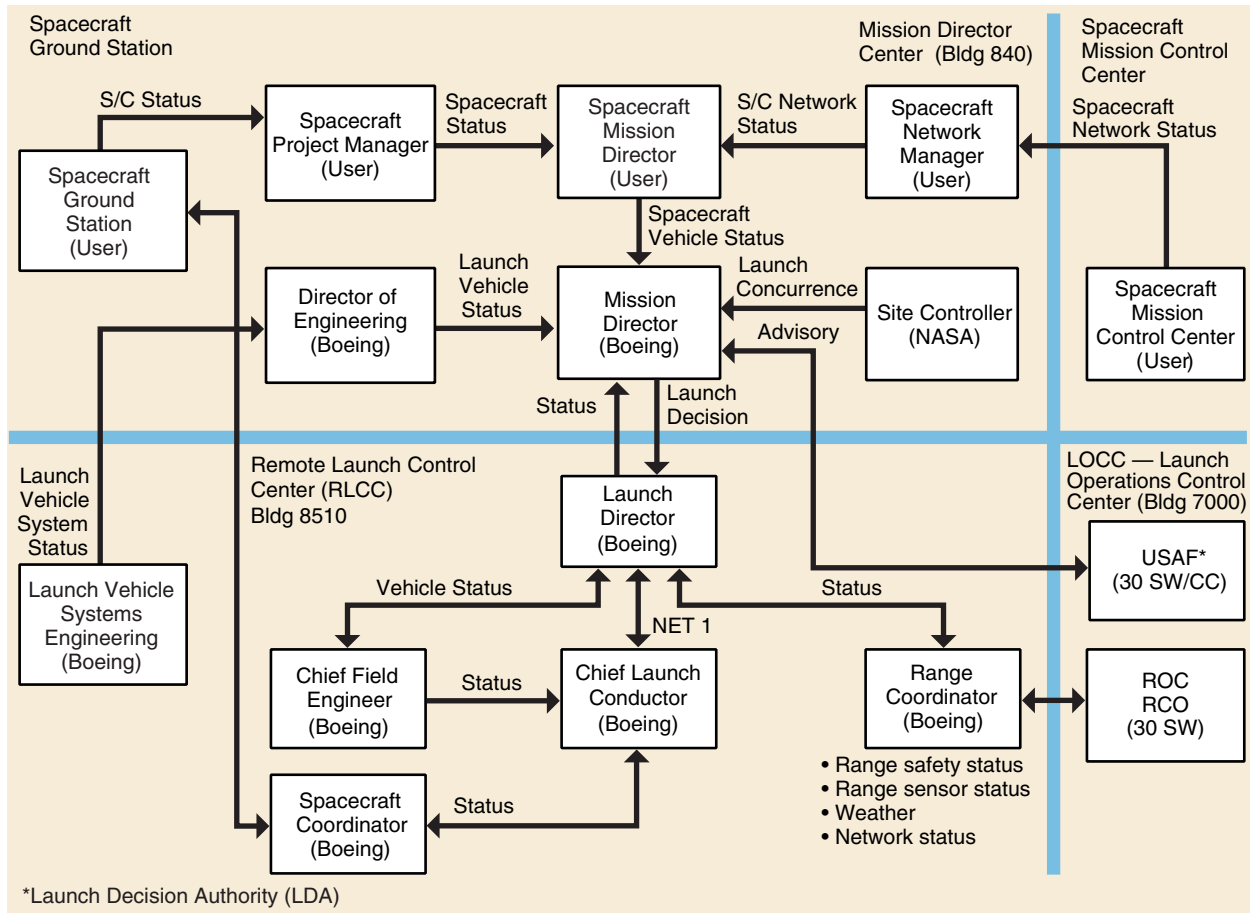 Spacecraft
Ground Station
Mission Director
Center (Bldg 840)
Spacecraft
Mission Control
Center
S/C Status
Spacecraft
Project Manager
(User)
Spacecraft
Status
Spacecraft
Mission
Director
(User)
S/C Network
Status
Spacecraft
Network
Manager
(User)
Spacecraft
Network Status
Spacecraft
Ground
Station
(User)
Spacecraft
Vehicle Status
Director of
Engineering
(Boeing)
Launch
Vehicle
Status
Mission
Director
(Boeing)
Launch
Concurrence
Advisory
Site Controller
(NASA)
Spacecraft
Mission
Control Center
(User)
Status
Launch
Decision
Launch
Vehicle
System
Status
Remote Launch Control
Center (RLCC)
Bldg 8510
LOCC — Launch
Operations Control
Center (Bldg 7000)
Launch
Director
(Boeing)
USAF*
(30 SW/CC)
Launch Vehicle
Systems
Engineering
(Boeing)
Vehicle Status
NET 1
Status
Chief Field
Engineer
(Boeing)
Status
Chief Launch
Conductor
(Boeing)
Range
Coordinator
(Boeing)
ROC
RCO
(30 SW)
• Range safety status
• Range sensor status
• Weather
• Network status
Spacecraft
Coordinator
(Boeing)
Status
*Launch Decision Authority (LDA)